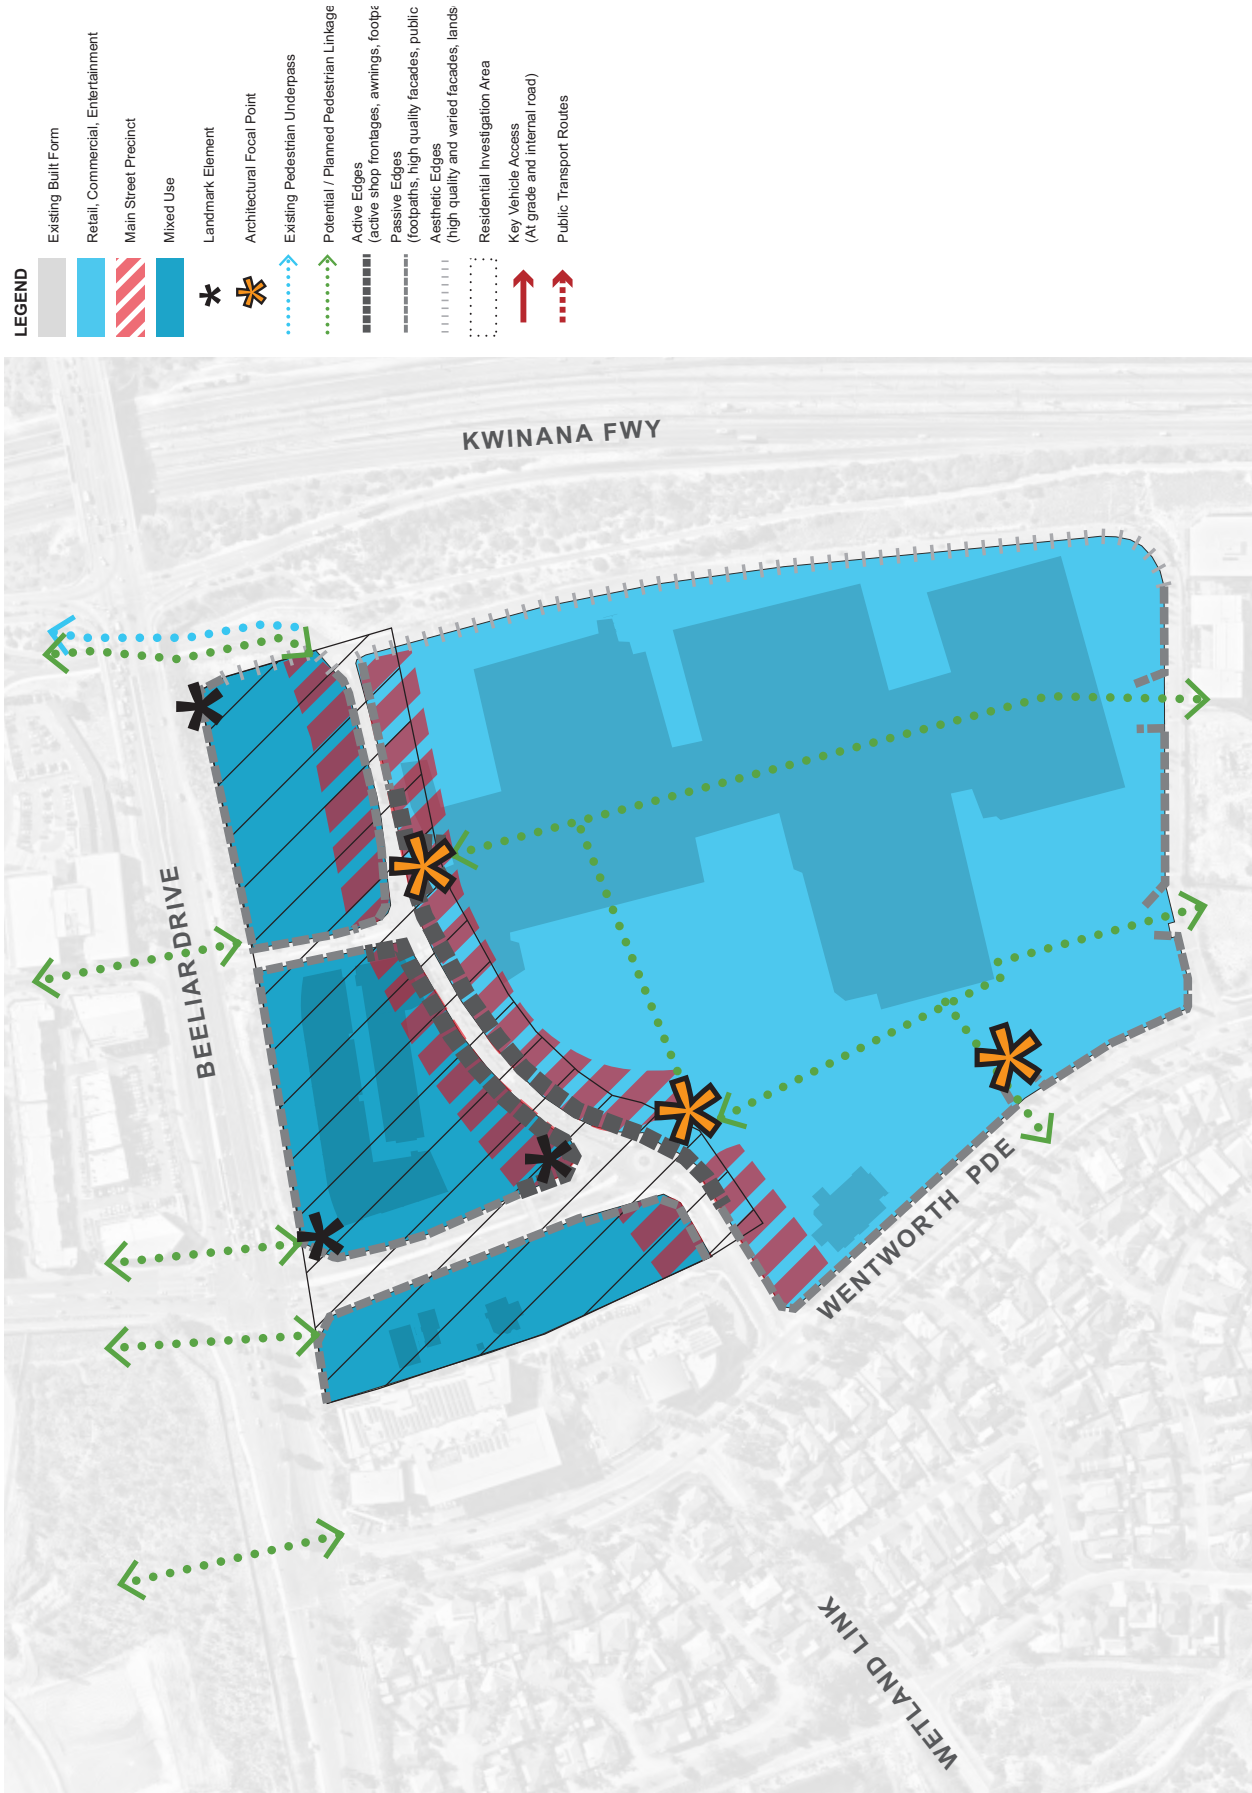 LEGEND
Existing Built Form
Retail, Commercial, Entertainment
Main Street Precinct
Mixed Use
Landmark Element
Architectural Focal Point
Existing Pedestrian Underpass
Potential / Planned Pedestrian Linkage
Active Edges
(active shop frontages, awnings,
Passive Edges
(footpaths, high quality facades, public
Aesthetic Edges
(high quality and varied facades,
Residential Investigation Area
Key Vehicle Access
(At grade and internal road)
Public Transport Routes
KWINANA FWY
BEELIAR DRIVE
WENTWORTH PDE
WETLAND LINK